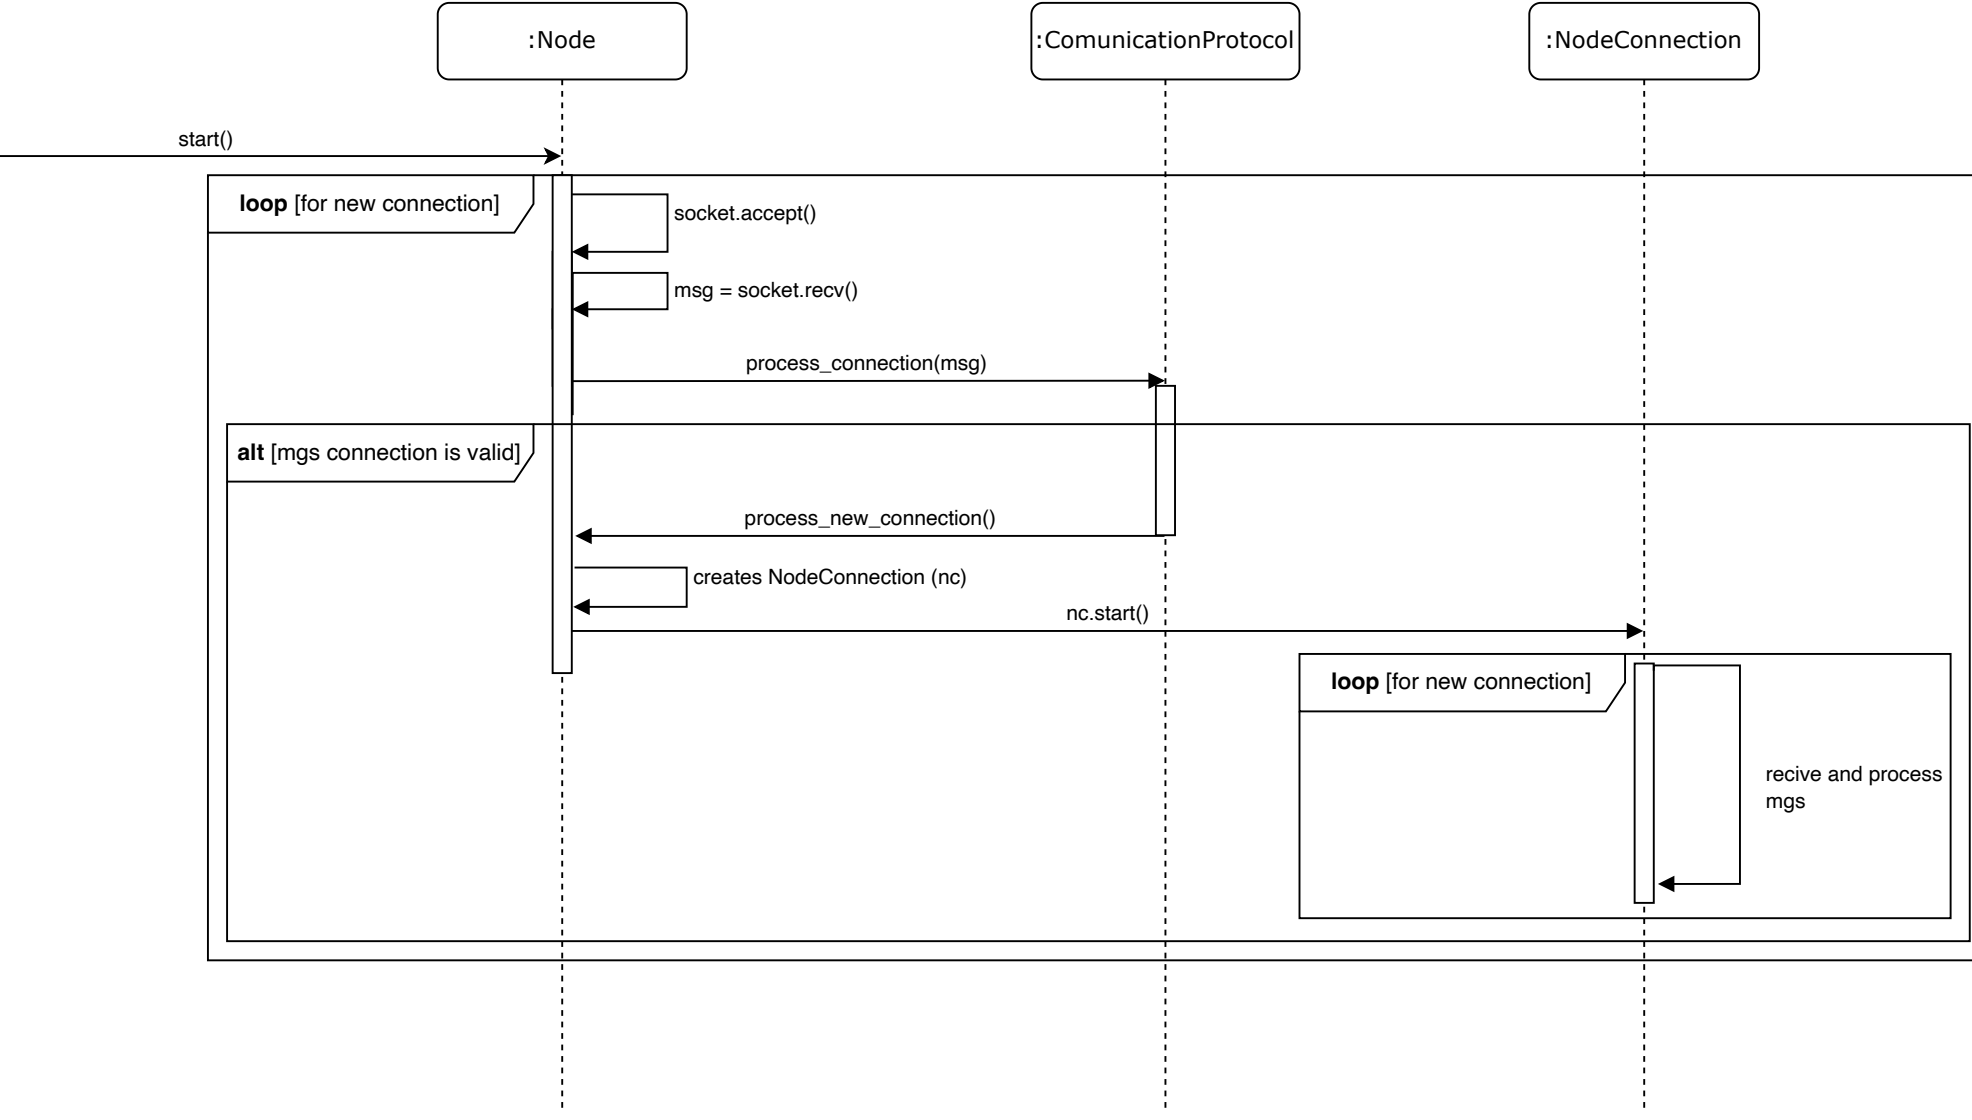 :Node
:ComunicationProtocol
:NodeConnection
start()
loop [for new connection]
socket.accept()
msg = socket.recv()
process_connection(msg)
alt [mgs connection is valid]
process_new_connection()
creates NodeConnection (nc)
nc.start()
loop [for new connection]
recive and process
mgs